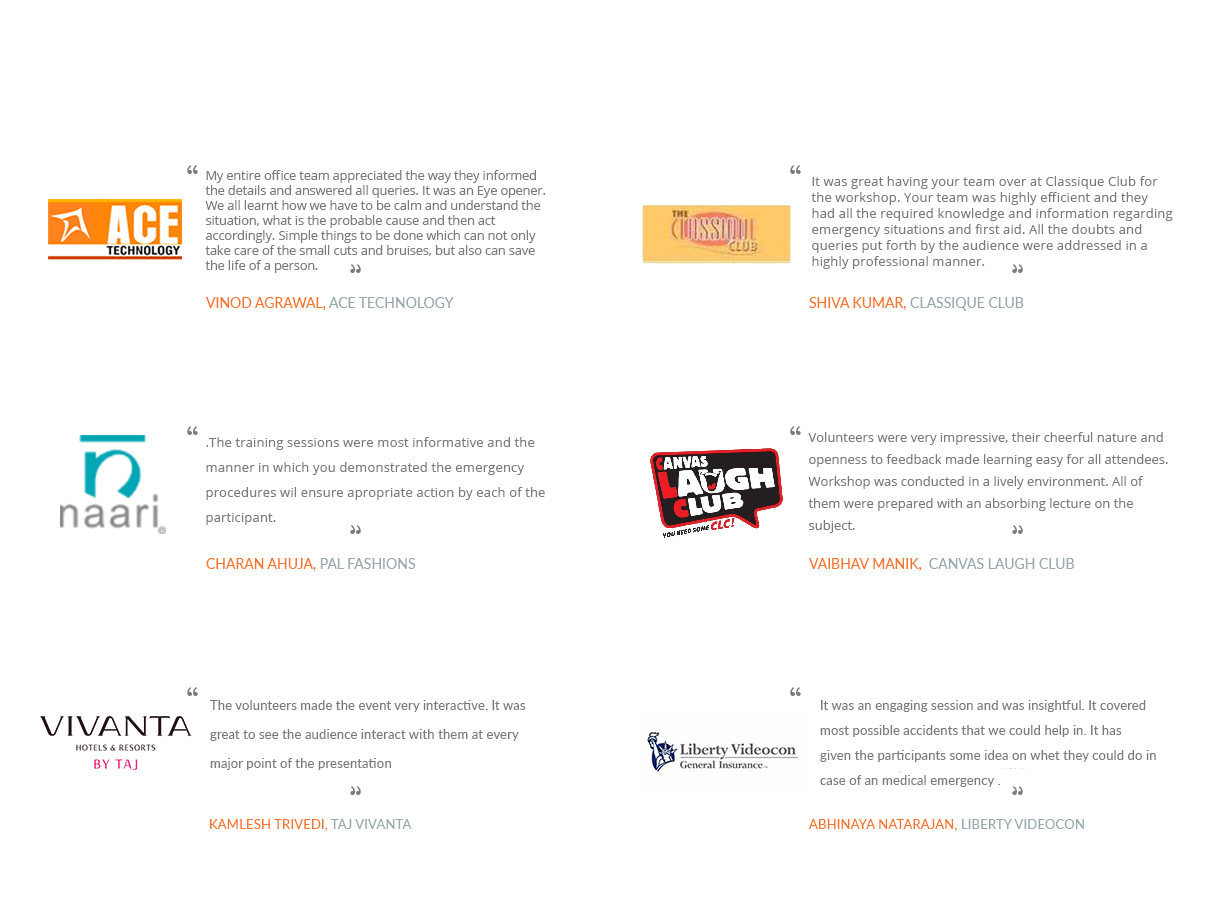 ACE
TECHNOLOGY
“
My entire office team appreciated the way they informed
the details and answered all queries. It was an Eye opener.
We all learnt how we have to be calm and understand the
situation, what is the probable cause and then act
accordingly. Simple things to be done which can not only
take care of the small cuts and bruises, but also can save
the life of a person. ”
VINOD AGRAWAL, ACE TECHNOLOGY
THE
CLASSIQUE
CLUB
“
It was great having your team over at Classique Club for
the workshop. Your team was highly efficient and they
had all the required knowledge and information regarding
emergency situations and first aid. All the doubts and
queries put forth by the audience were addressed in a
highly professional manner. ”
SHIVA KUMAR, CLASSIQUE CLUB
naari
“
.The training sessions were most informative and the
manner in which you demonstrated the emergency
procedures wil ensure apropriate action by each of the
participant.
”
CHARAN AHUJA, PAL FASHIONS
CANVAS
LAUGH
CLUB
YOU NEED SOME CLC!
“
Volunteers were very impressive, their cheerful nature and
openness to feedback made learning easy for all attendees.
Workshop was conducted in a lively environment. All of
them were prepared with an absorbing lecture on the
subject. ”
VAIBHAV MANIK, CANVAS LAUGH CLUB
VIVANTA
HOTELS & RESORTS
BY TAJ
“
The volunteers made the event very interactive. It was
great to see the audience interact with them at every
major point of the presentation
”
KAMLESH TRIVEDI, TAJ VIVANTA
Liberty Videocon
General Insurance
“
It was an engaging session and was insightful. It covered
most possible accidents that we could help in. It has
given the participants some idea on whet they could do in
case of an medical emergency .
”
ABHINAYA NATARAJAN, LIBERTY VIDEOCON